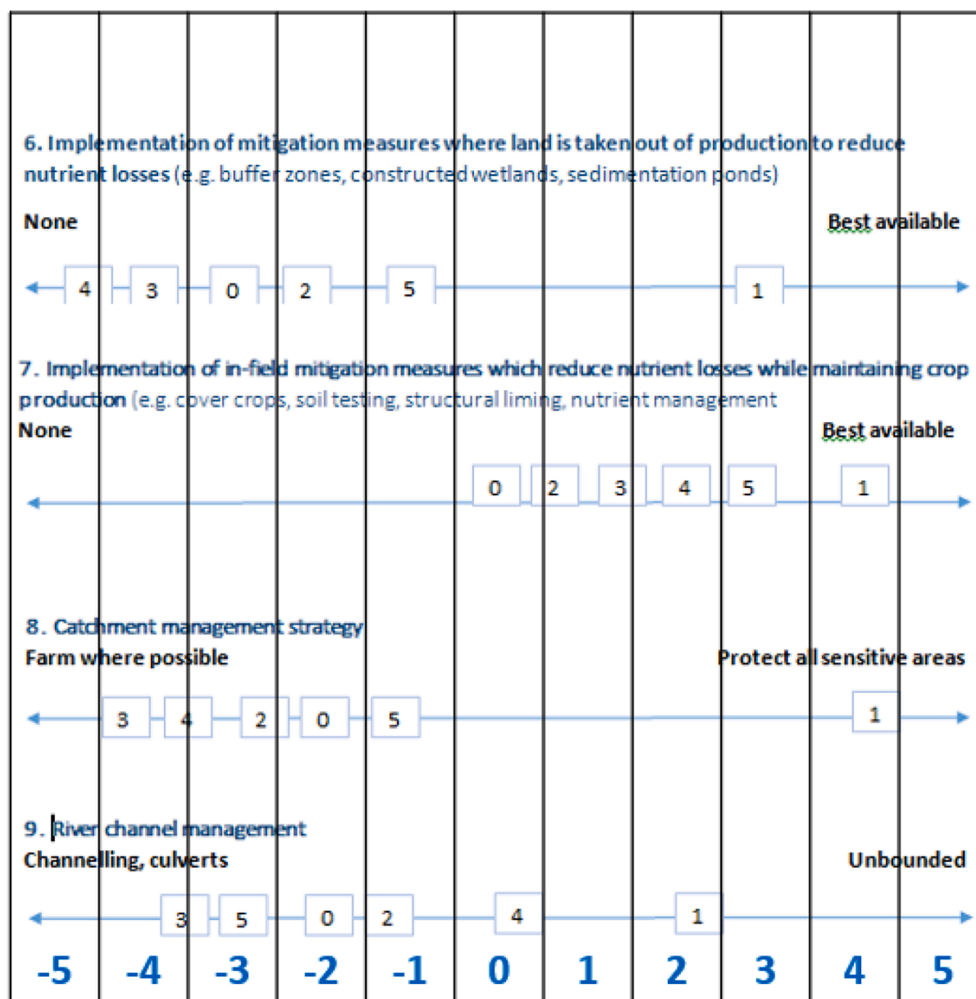 6. Implementation of mitigation measures where land is taken out of production to reduce
nutrient losses (e.g. buffer zones, constructed wetlands, sedimentation ponds)
None Best available
4 3 0 2 5 1
7. Implementation of in-field mitigation measures which reduce nutrient losses while maintaining crop
production (e.g. cover crops, soil testing, structural liming, nutrient management
None Best available
0 2 3 4 5 1
8. Catchment management strategy
Farm where possible Protect all sensitive areas
3 4 2 0 5 1
9. River channel management
Channelling, culverts Unbounded
3 5 0 2 4 1
-5 -4 -3 -2 -1 0 1 2 3 4 5